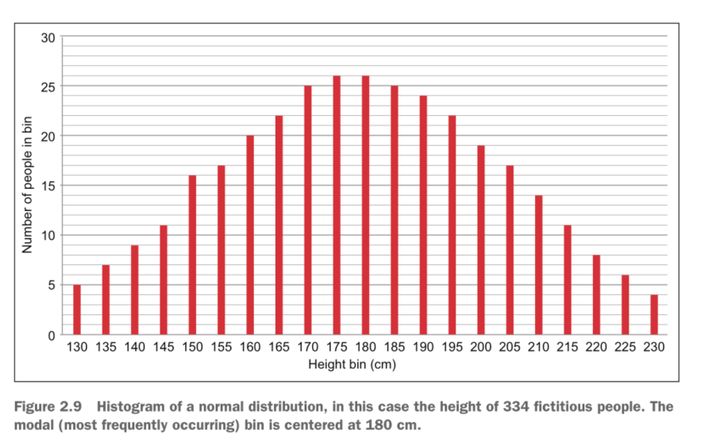 30
25
20
15
10
5
0
Number of people in bin
130 135 140 145 150 155 160 165 170 175 180 185 190 195 200 205 210 215 220 225 230
Height bin (cm)
Figure 2.9 Histogram of a normal distribution, in this case the height of 334 fictitious people. The
modal (most frequently occurring) bin is centered at 180 cm.